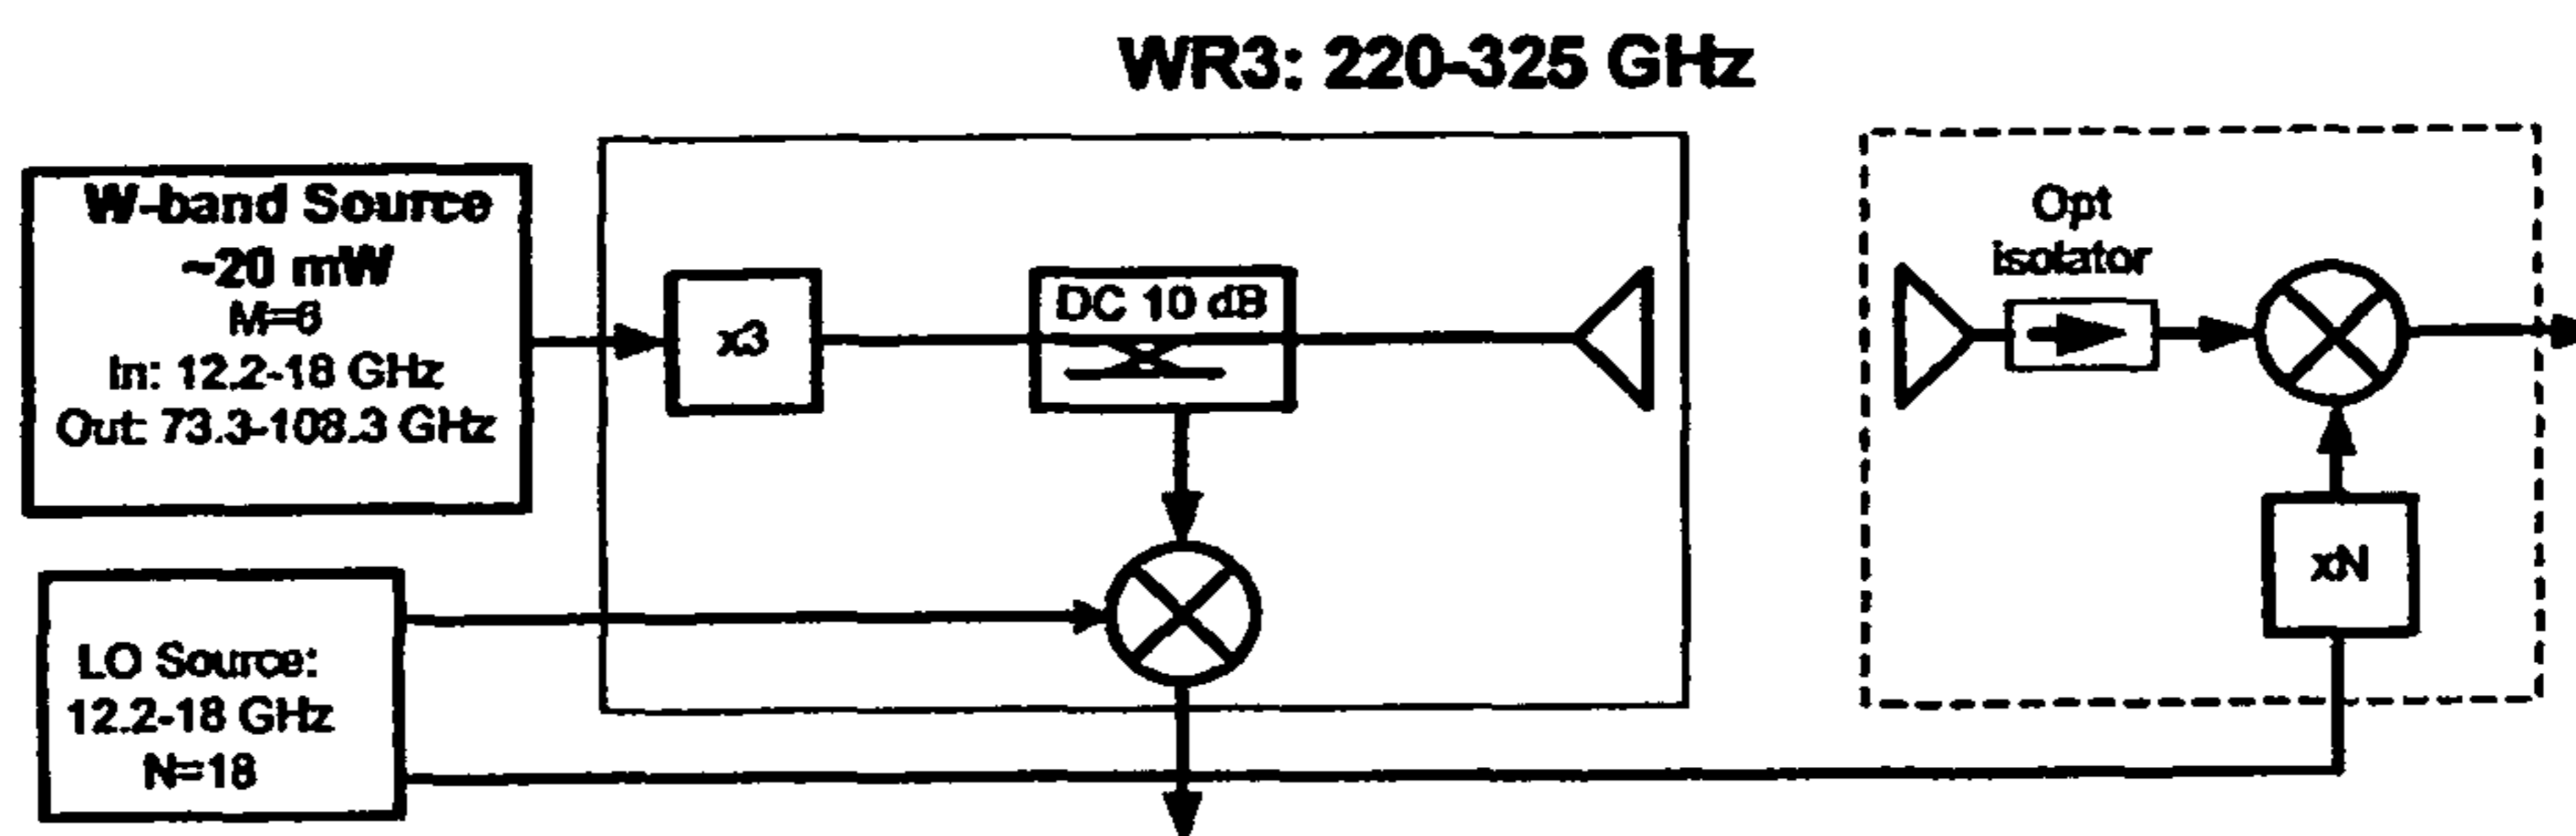 WR3: 220-325 GHz
W-band Source
~20 mW
M=6
In: 12.2-18 GHz
Out: 73.3-108.3 GHz
x3
DC 10 dB
Opt
isolator
xN
LO Source:
12.2-18 GHz
N=18